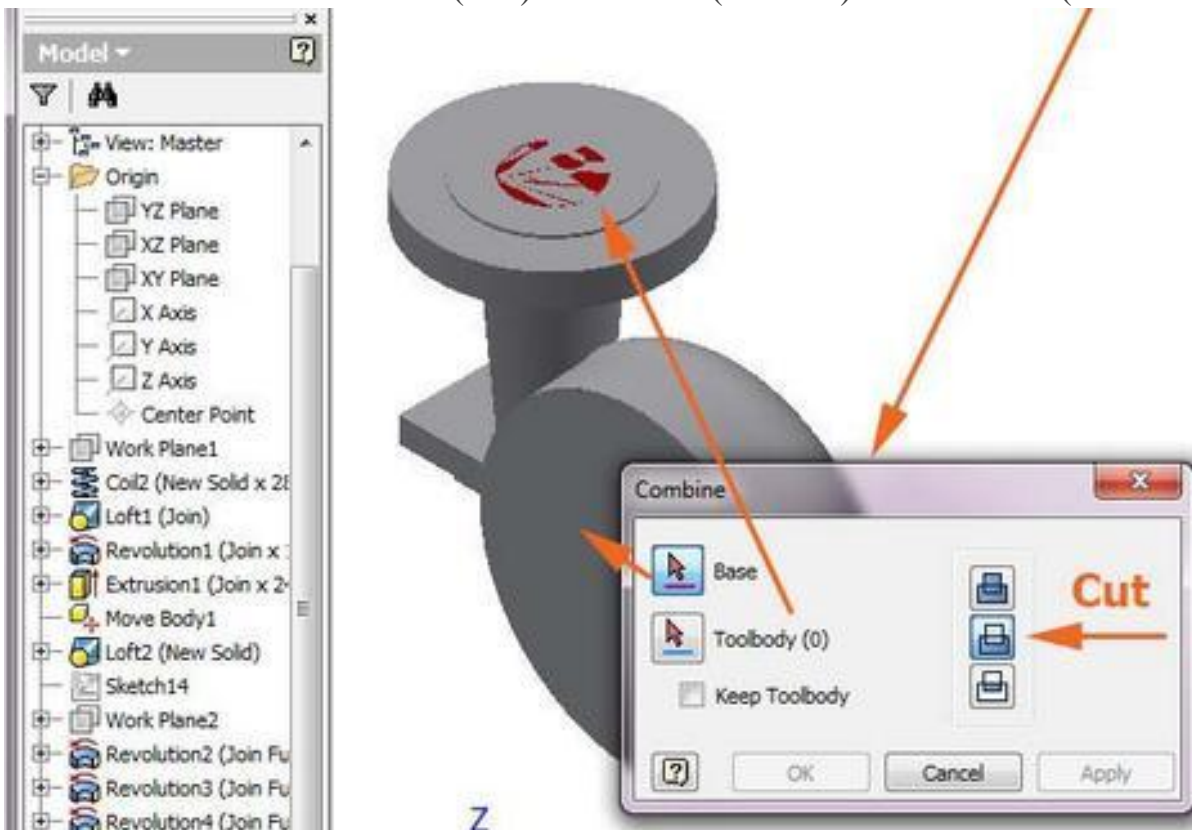 Model
View: Master
Origin
YZ Plane
XZ Plane
XY Plane
X Axis
Y Axis
Z Axis
Center Point
Work Plane1
Coil2 (New Solid x 28
Loft1 (Join)
Revolution1 (Join x
Extrusion1 (Join x 2
Move Body1
Loft2 (New Solid)
Sketch14
Work Plane2
Revolution2 (Join Fu
Revolution3 (Join Fu
Revolution4 (Join Fu
Z
Combine
Base
Toolbody (0)
Keep Toolbody
Cut
OK
Cancel
Apply